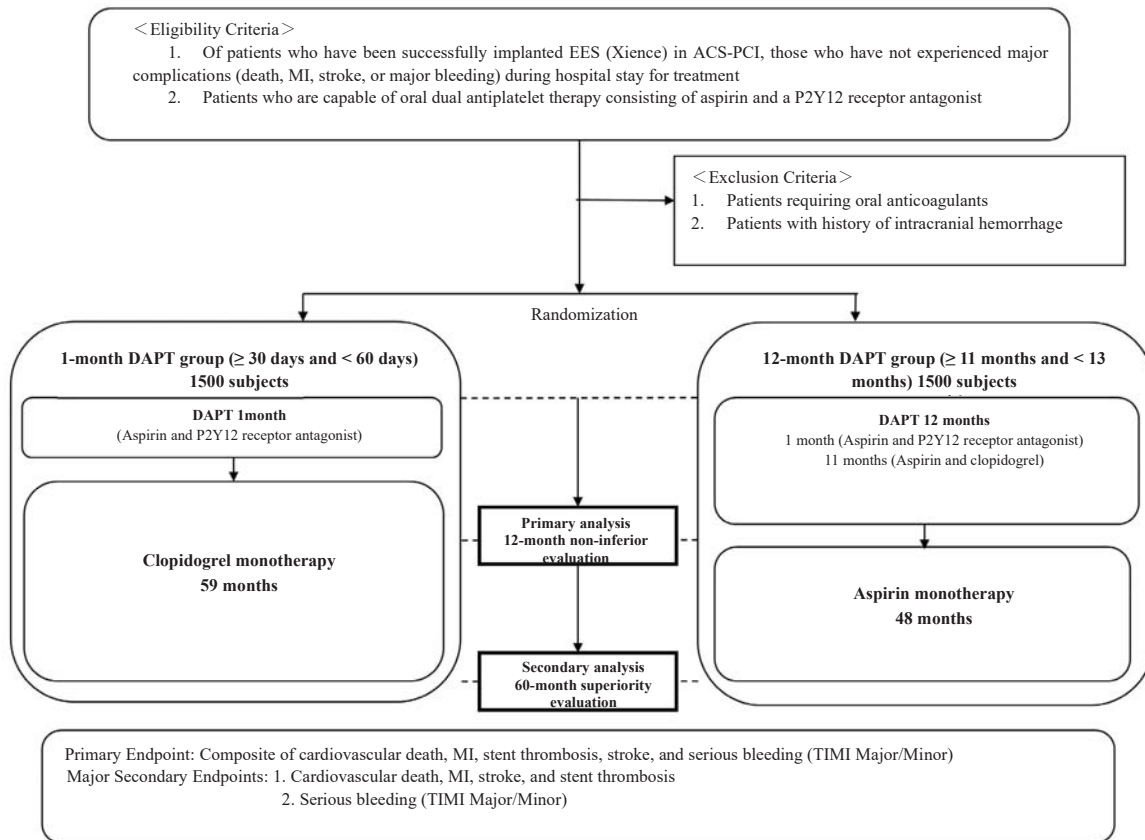 ＜Eligibility Criteria＞
1. Of patients who have been successfully implanted EES (Xience) in ACS-PCI, those who have not experienced major
complications (death, MI, stroke, or major bleeding) during hospital stay for treatment
2. Patients who are capable of oral dual antiplatelet therapy consisting of aspirin and a P2Y12 receptor antagonist
＜Exclusion Criteria＞
1. Patients requiring oral anticoagulants
2. Patients with history of intracranial hemorrhage
Randomization
1-month DAPT group (≥ 30 days and < 60 days)
1500 subjects
DAPT 1month
(Aspirin and P2Y12 receptor antagonist)
Clopidogrel monotherapy
59 months
12-month DAPT group (≥ 11 months and < 13
months) 1500 subjects
DAPT 12 months
1 month (Aspirin and P2Y12 receptor antagonist)
11 months (Aspirin and clopidogrel)
Aspirin monotherapy
48 months
Primary analysis
12-month non-inferior
evaluation
Secondary analysis
60-month superiority
evaluation
Primary Endpoint: Composite of cardiovascular death, MI, stent thrombosis, stroke, and serious bleeding (TIMI Major/Minor)
Major Secondary Endpoints: 1. Cardiovascular death, MI, stroke, and stent thrombosis
2. Serious bleeding (TIMI Major/Minor)